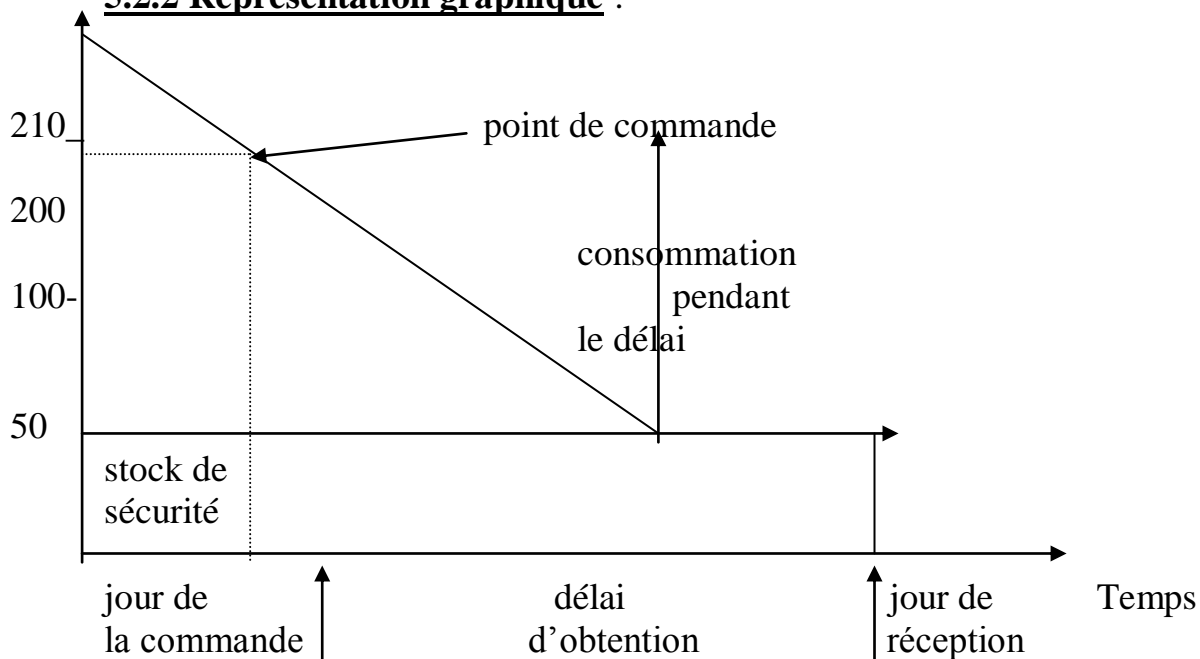 3.2.2 Représentation graphique :
210
point de commande
200
consommation
100-
pendant
le délai
50
stock de
sécurité
jour de
délai
jour de
Temps
la commande
d’obtention
réception